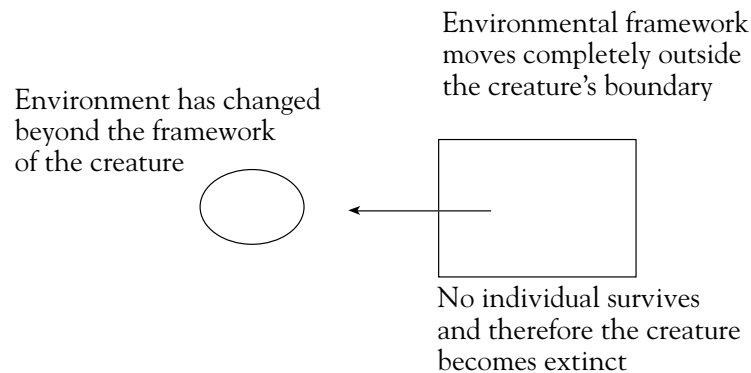 Environmental framework
moves completely outside
the creature’s boundary
Environment has changed
beyond the framework
of the creature
No individual survives
and therefore the creature
becomes extinct